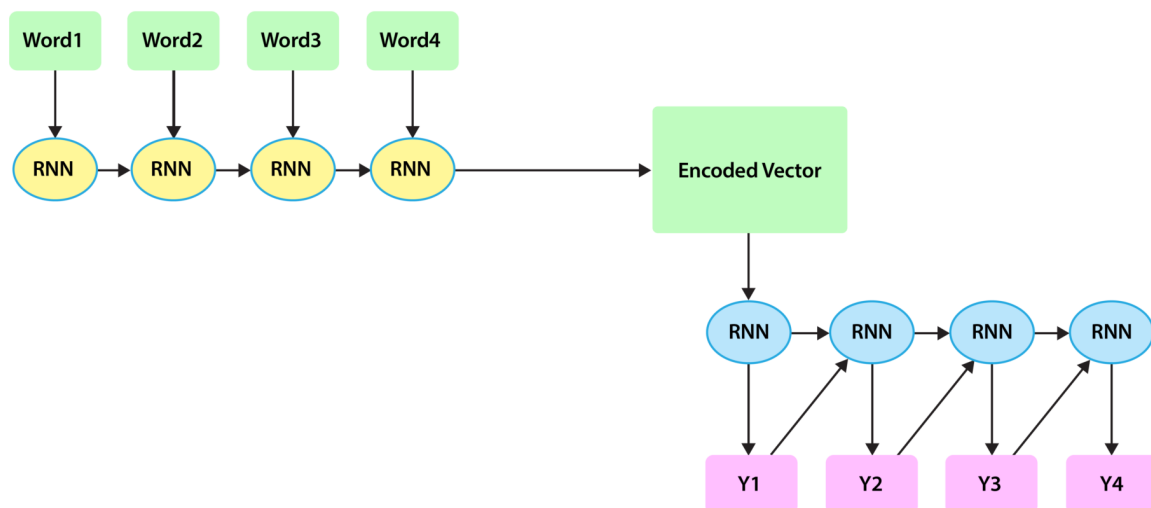 Word1
Word2
Word3
Word4
RNN
RNN
RNN
RNN
Encoded Vector
RNN
RNN
RNN
RNN
Y1
Y2
Y3
Y4